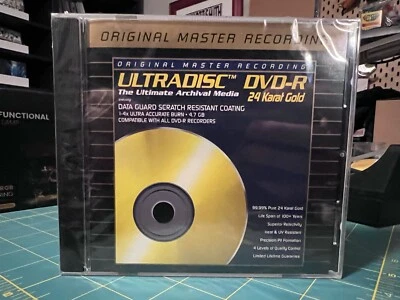 ORIGINAL MASTER RECORDING
ORIGINAL MASTER RECORDING
ULTRADISC™ DVD-R
The Ultimate Archival Media 24 Karat Gold
DATA GUARD SCRATCH RESISTANT COATING
1-4x ULTRA ACCURATE BURN • 4.7 GB
COMPATIBLE WITH ALL DVD-R RECORDERS
99.99% Pure 24 Karat Gold
Life Span of 100+ Years
Superior Reflectivity
Heat & UV Resistant
Precision Pit Formation
4 Levels of Quality Control
Limited Lifetime Guarantee
FUNCTIONAL